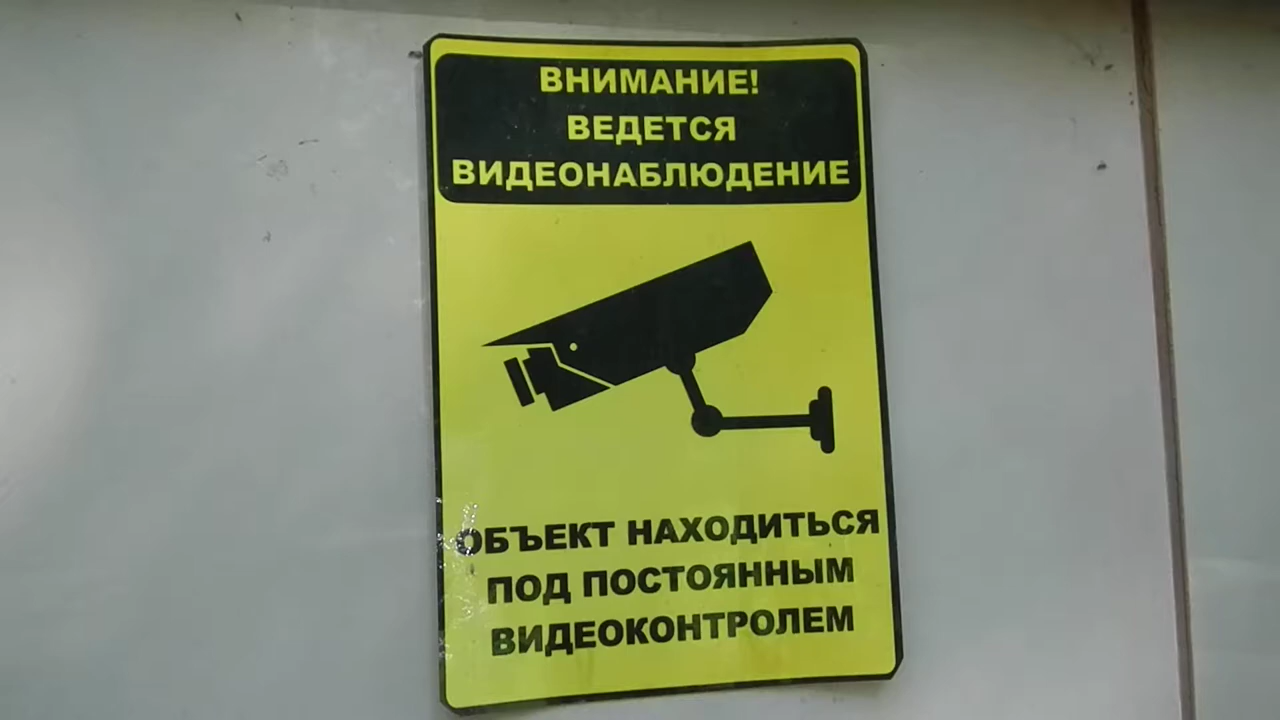 ВНИМАНИЕ!
ВЕДЕТСЯ
ВИДЕОНАБЛЮДЕНИЕ
ОБЪЕКТ НАХОДИТЬСЯ
ПОД ПОСТОЯННЫМ
ВИДЕОКОНТРОЛЕМ